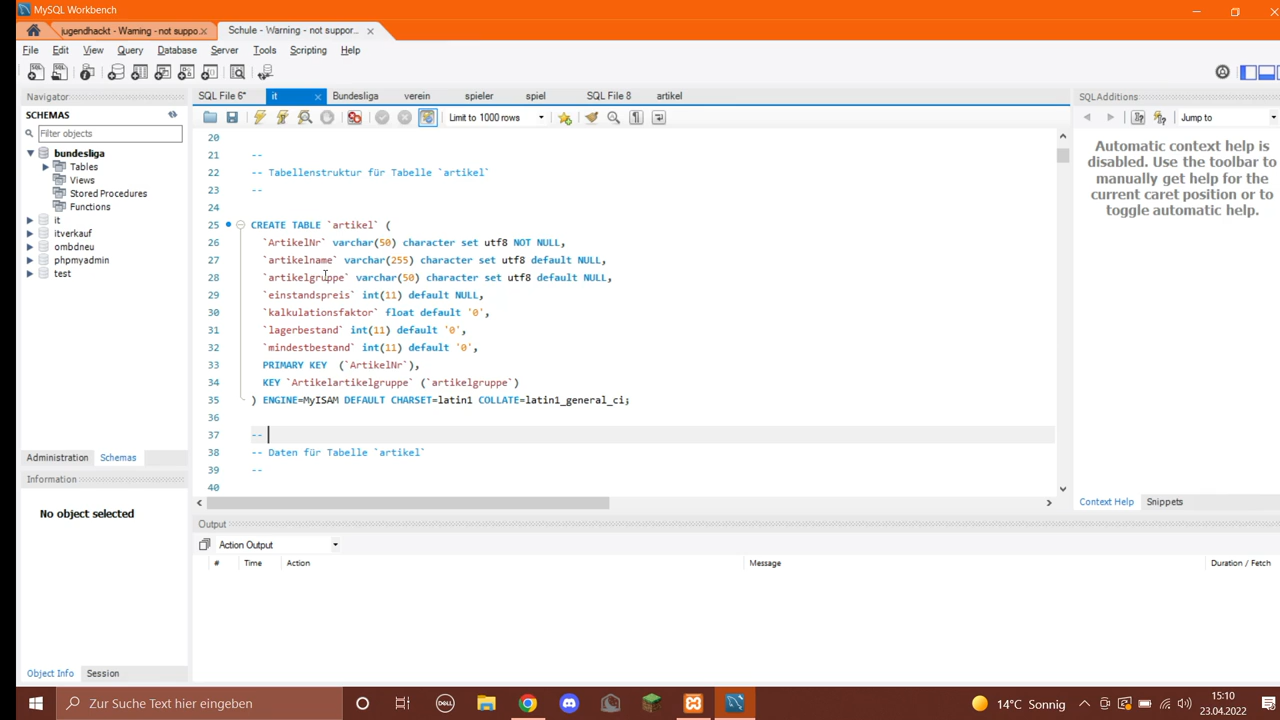 MySQL Workbench
jugendhackt - Warning - not suppo...
Schule - Warning - not suppor...
File Edit View Query Database Server Tools Scripting Help
Navigator
SCHEMAS
Filter objects
bundesliga
Tables
Views
Stored Procedures
Functions
it
itverkauf
ombdneu
phpmyadmin
test
Administration Schemas
Information
No object selected
Object Info Session
SQL File 6* it Bundesliga verein spieler spiel SQL File 8 artikel
Limit to 1000 rows
20
21 --
22 -- Tabellenstruktur für Tabelle `artikel`
23 --
24
25 CREATE TABLE `artikel` (
26 `ArtikelNr` varchar(50) character set utf8 NOT NULL,
27 `artikelname` varchar(255) character set utf8 default NULL,
28 `artikelgruppe` varchar(50) character set utf8 default NULL,
29 `einstandspreis` int(11) default NULL,
30 `kalkulationsfaktor` float default '0',
31 `lagerbestand` int(11) default '0',
32 `mindestbestand` int(11) default '0',
33 PRIMARY KEY (`ArtikelNr`),
34 KEY `Artikelartikelgruppe` (`artikelgruppe`)
35 ) ENGINE=MyISAM DEFAULT CHARSET=latin1 COLLATE=latin1_general_ci;
36
37 --
38 -- Daten für Tabelle `artikel`
39 --
40
Output
Action Output
# Time Action Message Duration / Fetch
SQLAdditions
Jump to
Automatic context help is
disabled. Use the toolbar to
manually get help for the
current caret position or to
toggle automatic help.
Context Help Snippets
Zur Suche Text hier eingeben
DELL
14°C Sonnig
15:10
23.04.2022